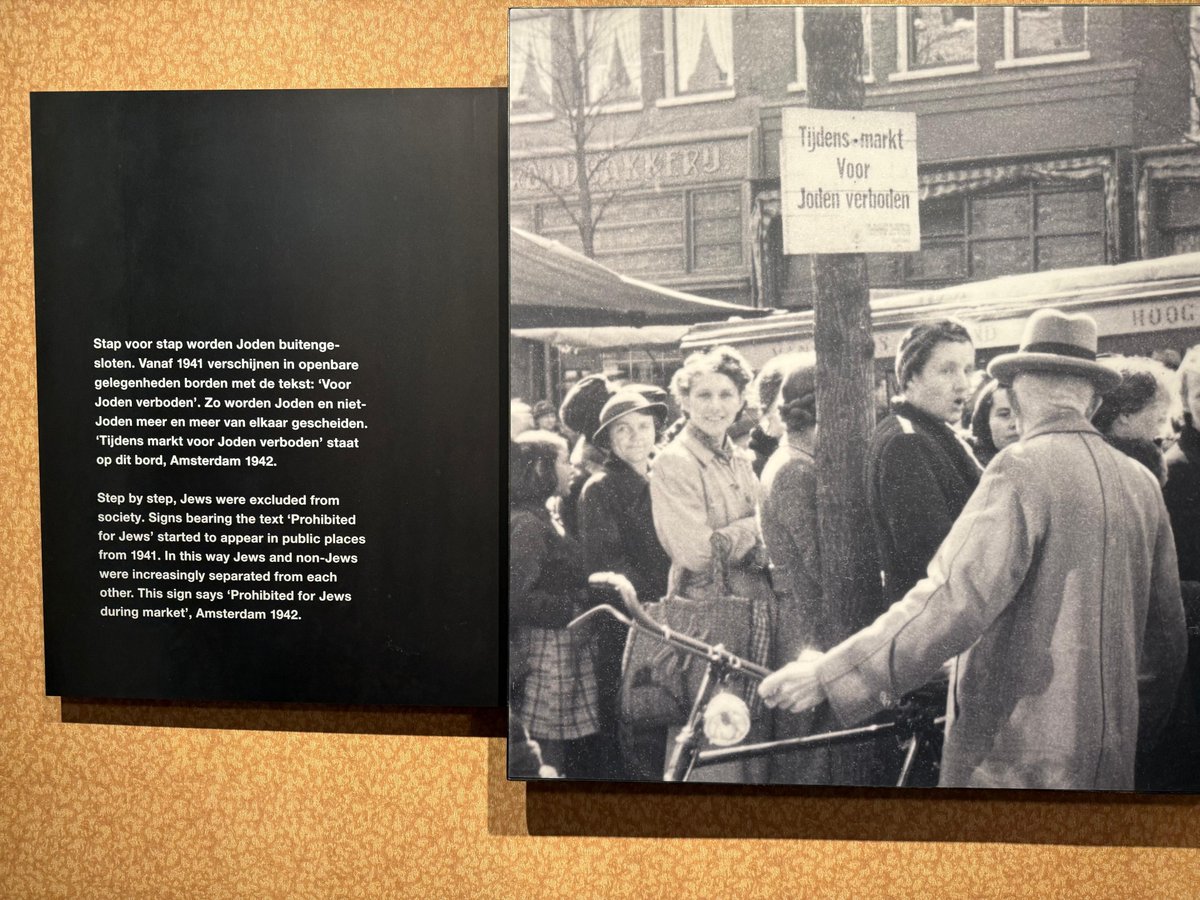 Stap voor stap worden Joden buitenge-
sloten. Vanaf 1941 verschijnen in openbare
gelegenheden borden met de tekst: ‘Voor
Joden verboden’. Zo worden Joden en niet-
Joden meer en meer van elkaar gescheiden.
‘Tijdens markt voor Joden verboden’ staat
op dit bord, Amsterdam 1942.
Step by step, Jews were excluded from
society. Signs bearing the text ‘Prohibited
for Jews’ started to appear in public places
from 1941. In this way Jews and non-Jews
were increasingly separated from each
other. This sign says ‘Prohibited for Jews
during market’, Amsterdam 1942.
Tijdens markt
Voor
Joden verboden
HOOG